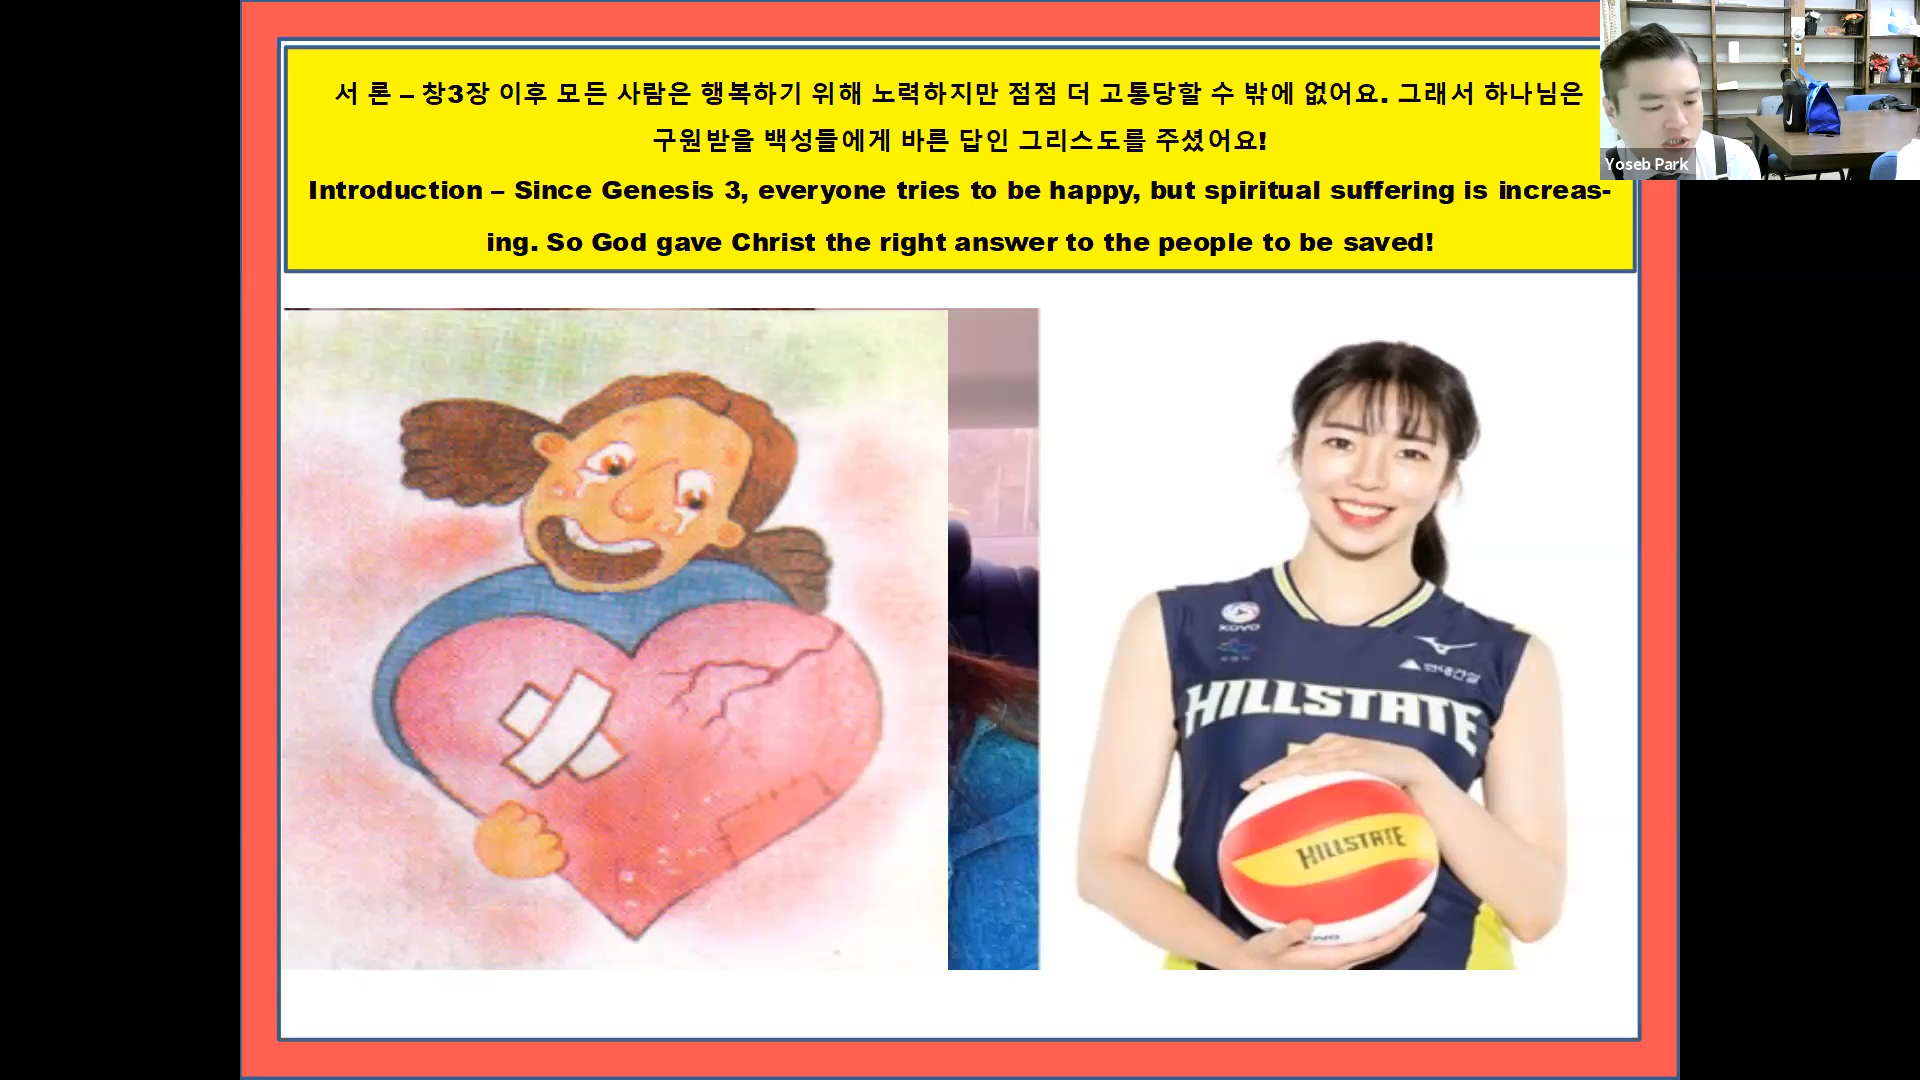 서 론 – 창3장 이후 모든 사람은 행복하기 위해 노력하지만 점점 더 고통당할 수 밖에 없어요. 그래서 하나님은
구원받을 백성들에게 바른 답인 그리스도를 주셨어요!
Introduction – Since Genesis 3, everyone tries to be happy, but spiritual suffering is increas-
ing. So God gave Christ the right answer to the people to be saved!
Yoseb Park
KOVO
현대건설
HILLSTATE
HILLSTATE